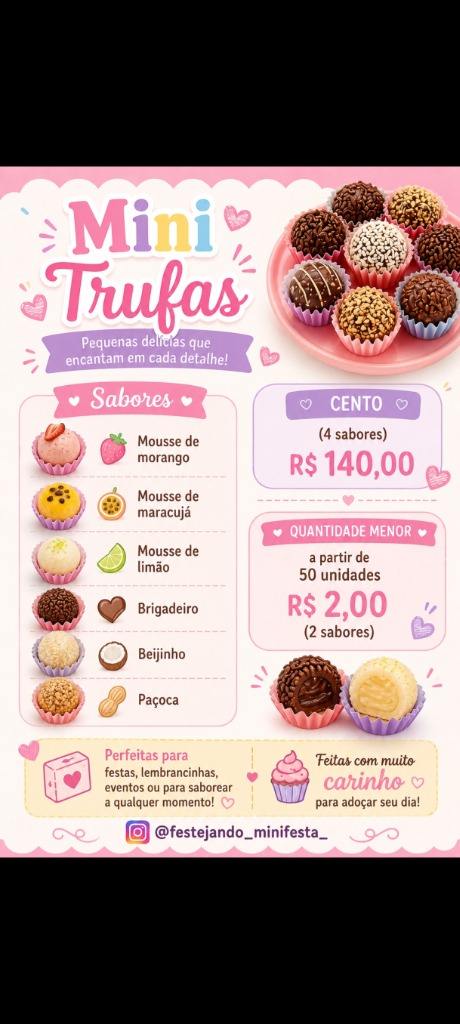 Mini
Trufas
Pequenas delícias que
encantam em cada detalhe!
Sabores
Mousse de
morango
Mousse de
maracujá
Mousse de
limão
Brigadeiro
Beijinho
Paçoca
CENTO
(4 sabores)
R$ 140,00
QUANTIDADE MENOR
a partir de
50 unidades
R$ 2,00
(2 sabores)
Perfeitas para
festas, lembrancinhas,
eventos ou para saborear
a qualquer momento!
Feitas com muito
carinho
para adoçar seu dia!
@festejando_minifesta_